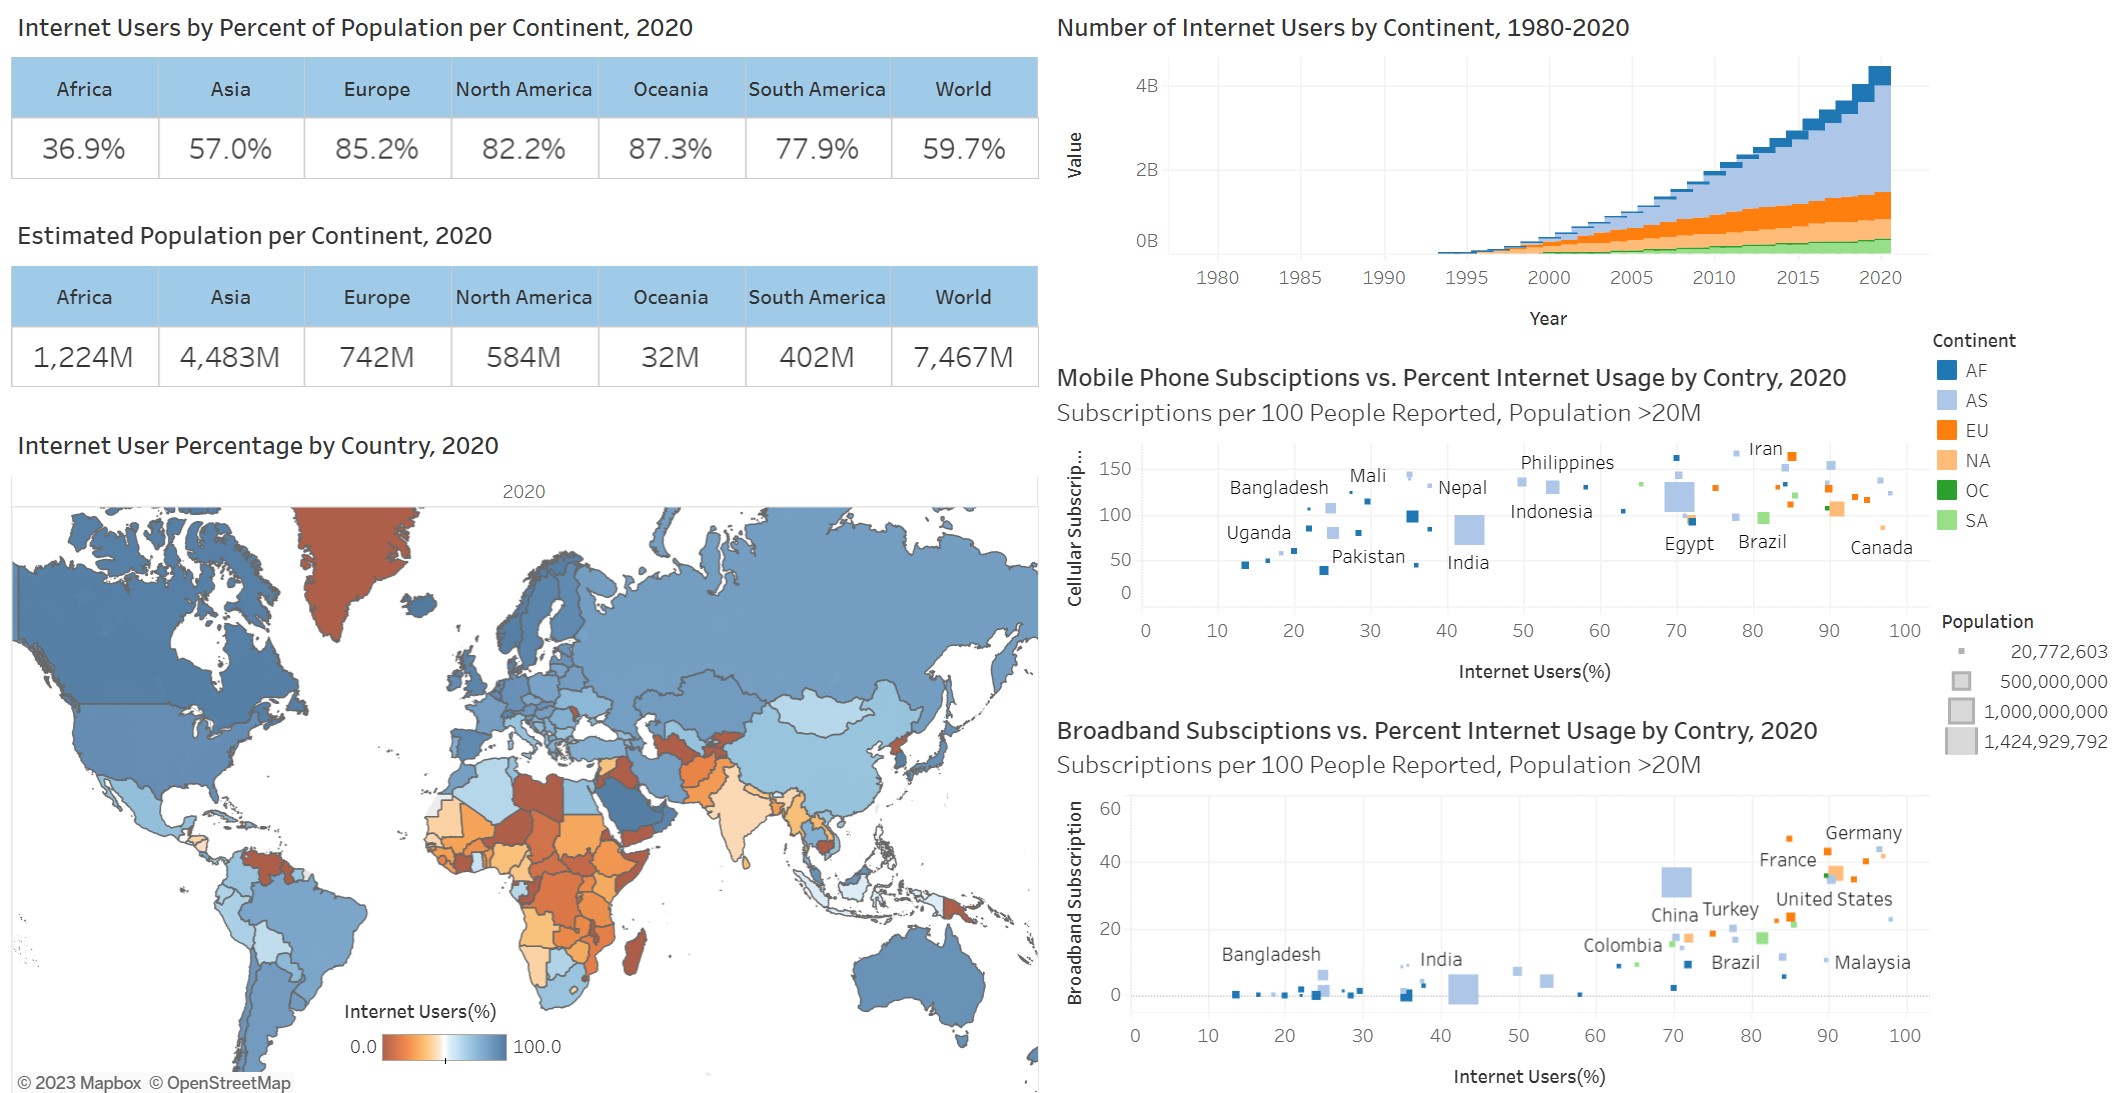 Internet Users by Percent of Population per Continent, 2020
Africa Asia Europe North America Oceania South America World
36.9% 57.0% 85.2% 82.2% 87.3% 77.9% 59.7%
Estimated Population per Continent, 2020
Africa Asia Europe North America Oceania South America World
1,224M 4,483M 742M 584M 32M 402M 7,467M
Internet User Percentage by Country, 2020
2020
Internet Users(%)
0.0 100.0
© 2023 Mapbox © OpenStreetMap
Number of Internet Users by Continent, 1980-2020
Value
4B
2B
0B
1980 1985 1990 1995 2000 2005 2010 2015 2020
Year
Continent
AF
AS
EU
NA
OC
SA
Mobile Phone Subsciptions vs. Percent Internet Usage by Contry, 2020
Subscriptions per 100 People Reported, Population >20M
Cellular Subscrip...
150
100
50
0
Iran
Philippines
Mali
Bangladesh
Nepal
Indonesia
Uganda
Egypt
Brazil
Canada
Pakistan
India
0 10 20 30 40 50 60 70 80 90 100
Internet Users(%)
Population
20,772,603
500,000,000
1,000,000,000
1,424,929,792
Broadband Subsciptions vs. Percent Internet Usage by Contry, 2020
Subscriptions per 100 People Reported, Population >20M
Broadband Subscription
60
40
20
0
Germany
France
United States
China
Turkey
Colombia
Bangladesh
India
Brazil
Malaysia
0 10 20 30 40 50 60 70 80 90 100
Internet Users(%)